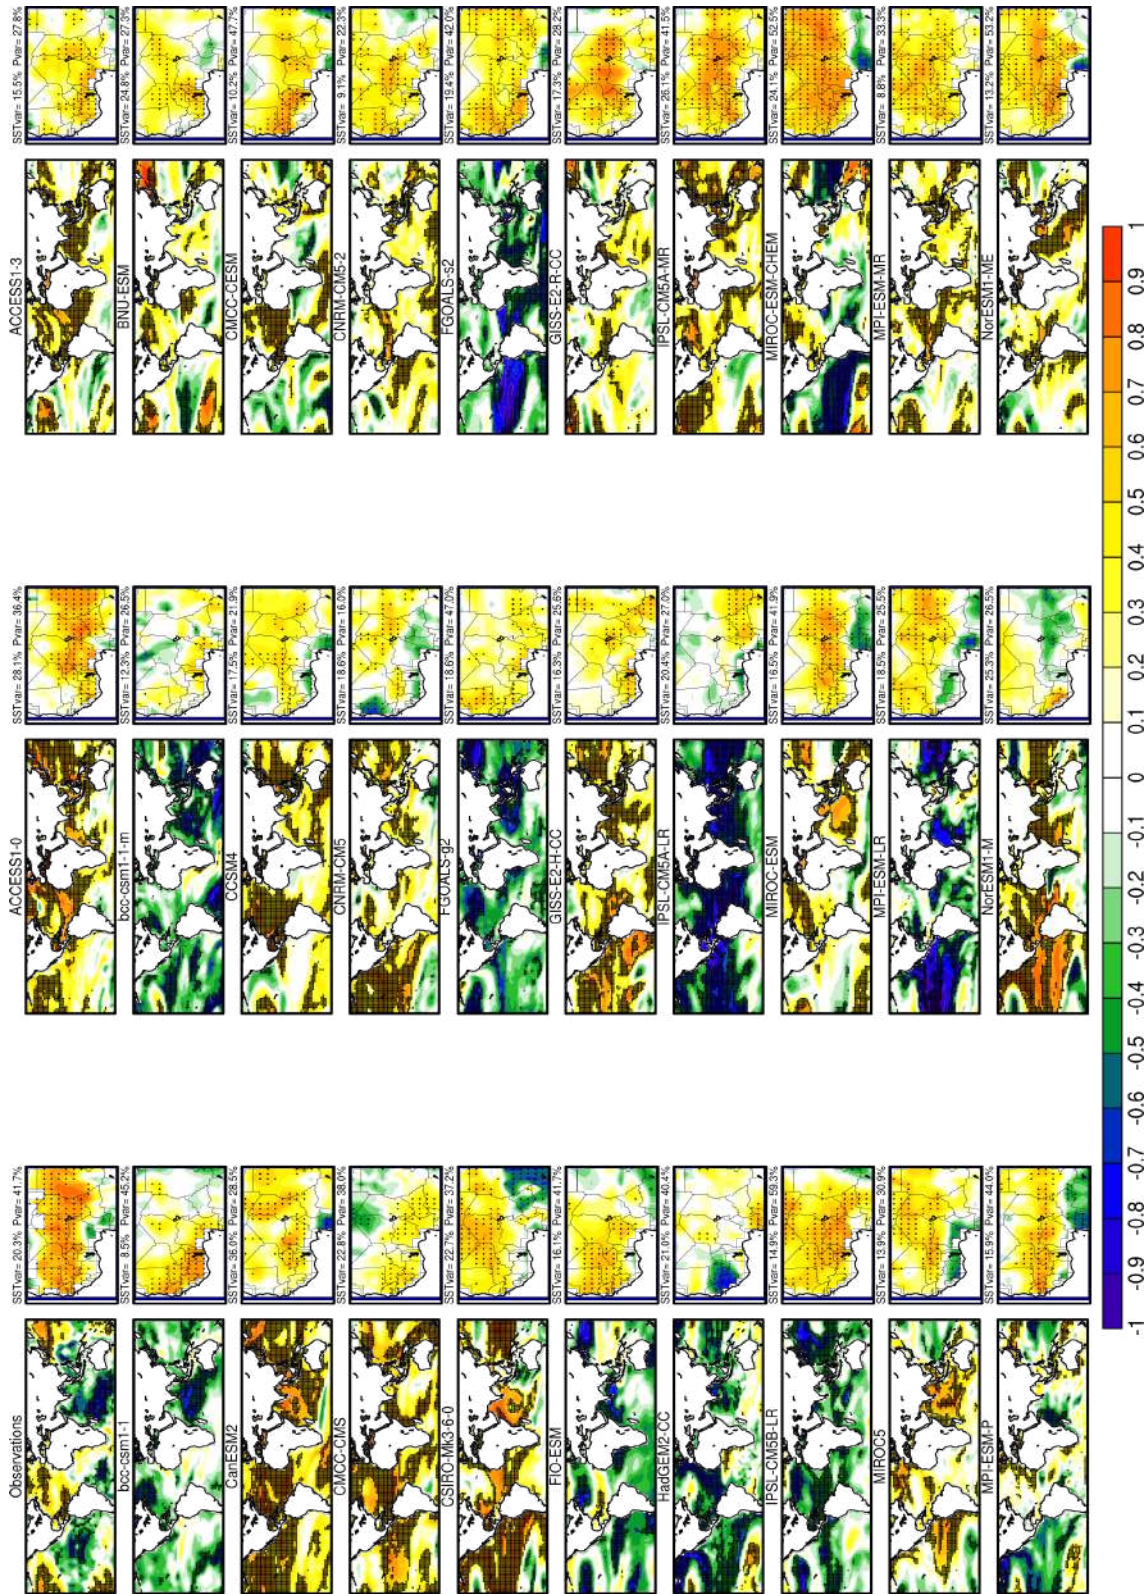 Observations SSTvar= 20.3% Pvar= 41.7% ACCESS1-0 SSTvar= 28.1% Pvar= 36.4% ACCESS1-3 SSTvar= 15.5% Pvar= 27.8%
bcc-csm1-1 SSTvar= 8.5% Pvar= 45.2% bcc-csm1-1-m SSTvar= 12.3% Pvar= 26.5% BNU-ESM SSTvar= 24.8% Pvar= 27.3%
CanESM2 SSTvar= 36.0% Pvar= 28.5% CCSM4 SSTvar= 17.5% Pvar= 21.9% CMCC-CESM SSTvar= 10.2% Pvar= 47.7%
CMCC-CMS SSTvar= 22.8% Pvar= 38.0% CNRM-CM5 SSTvar= 18.6% Pvar= 16.0% CNRM-CM5-2 SSTvar= 9.1% Pvar= 22.3%
CSIRO-Mk3-6-0 SSTvar= 22.7% Pvar= 37.2% FGOALS-g2 SSTvar= 18.6% Pvar= 47.0% FGOALS-s2 SSTvar= 19.4% Pvar= 42.0%
FIO-ESM SSTvar= 16.1% Pvar= 41.7% GISS-E2-H-CC SSTvar= 16.3% Pvar= 25.6% GISS-E2-R-CC SSTvar= 17.3% Pvar= 29.2%
HadGEM2-CC SSTvar= 21.0% Pvar= 40.4% IPSL-CM5A-LR SSTvar= 20.4% Pvar= 27.0% IPSL-CM5A-MR SSTvar= 26.1% Pvar= 41.5%
IPSL-CM5B-LR SSTvar= 14.9% Pvar= 59.3% MIROC-ESM SSTvar= 16.5% Pvar= 41.9% MIROC-ESM-CHEM SSTvar= 24.1% Pvar= 52.5%
MIROC5 SSTvar= 13.9% Pvar= 30.9% MPI-ESM-LR SSTvar= 18.5% Pvar= 25.5% MPI-ESM-MR SSTvar= 8.8% Pvar= 33.3%
MPI-ESM-P SSTvar= 15.9% Pvar= 44.0% NorESM1-M SSTvar= 25.3% Pvar= 26.5% NorESM1-ME SSTvar= 13.2% Pvar= 53.2%
-1 -0.9 -0.8 -0.7 -0.6 -0.5 -0.4 -0.3 -0.2 -0.1 0 0.1 0.2 0.3 0.4 0.5 0.6 0.7 0.8 0.9 1